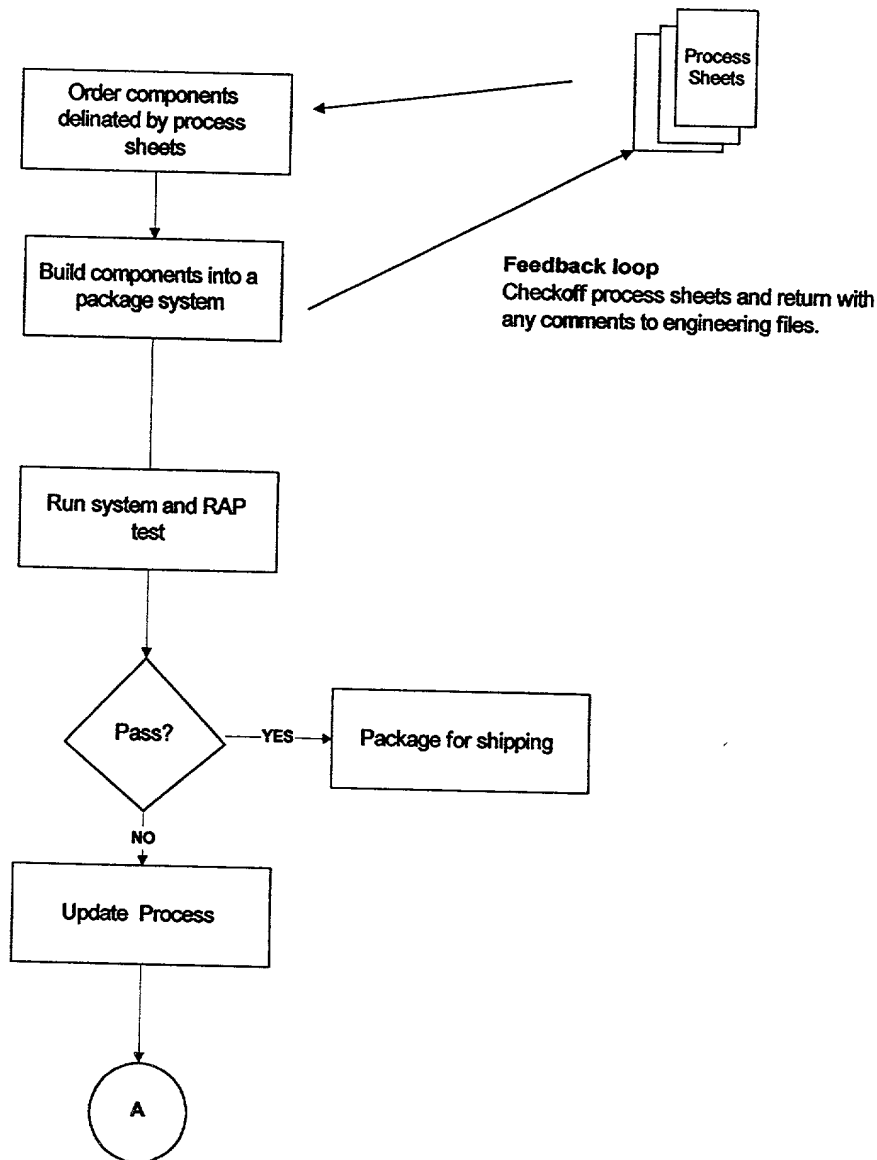 Process
Sheets
Order components
delinated by process
sheets
Build components into a
package system
Feedback loop
Checkoff process sheets and return with
any comments to engineering files.
Run system and RAP
test
Pass?
YES
Package for shipping
NO
Update Process
A